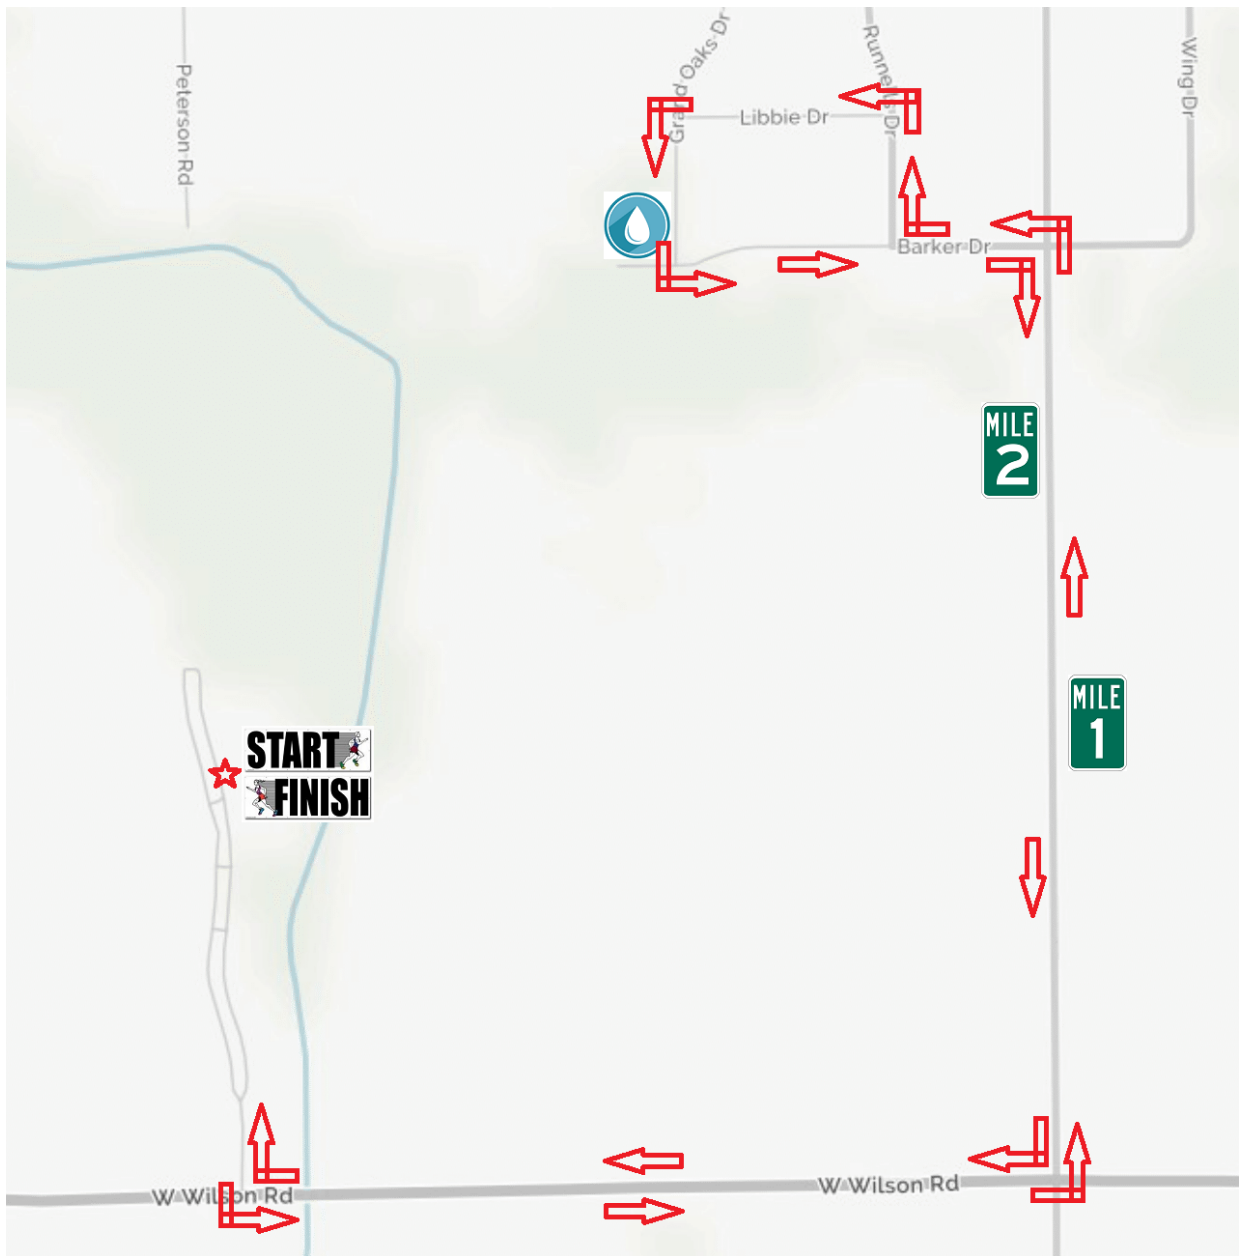 Peterson Rd
Grand Oaks Dr
Runnells Dr
Wing Dr
Libbie Dr
Barker Dr
MILE
2
MILE
1
START
FINISH
W Wilson Rd
W Wilson Rd